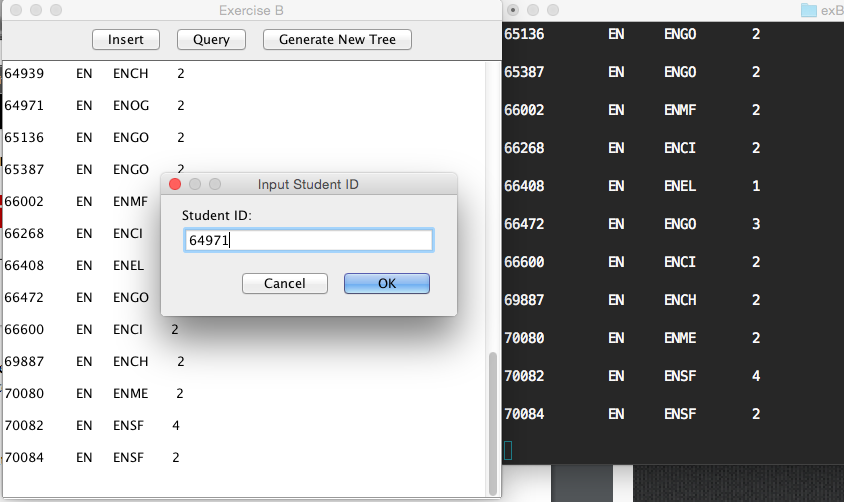 Exercise B
Insert Query Generate New Tree
64939 EN ENCH 2
64971 EN ENOG 2
65136 EN ENGO 2
65387 EN ENGO 2
66002 EN ENMF
66268 EN ENCI
66408 EN ENEL
66472 EN ENGO
66600 EN ENCI 2
69887 EN ENCH 2
70080 EN ENME 2
70082 EN ENSF 4
70084 EN ENSF 2
Input Student ID
Student ID:
64971
Cancel OK
exB
65136 EN ENGO 2
65387 EN ENGO 2
66002 EN ENMF 2
66268 EN ENCI 2
66408 EN ENEL 1
66472 EN ENGO 3
66600 EN ENCI 2
69887 EN ENCH 2
70080 EN ENME 2
70082 EN ENSF 4
70084 EN ENSF 2